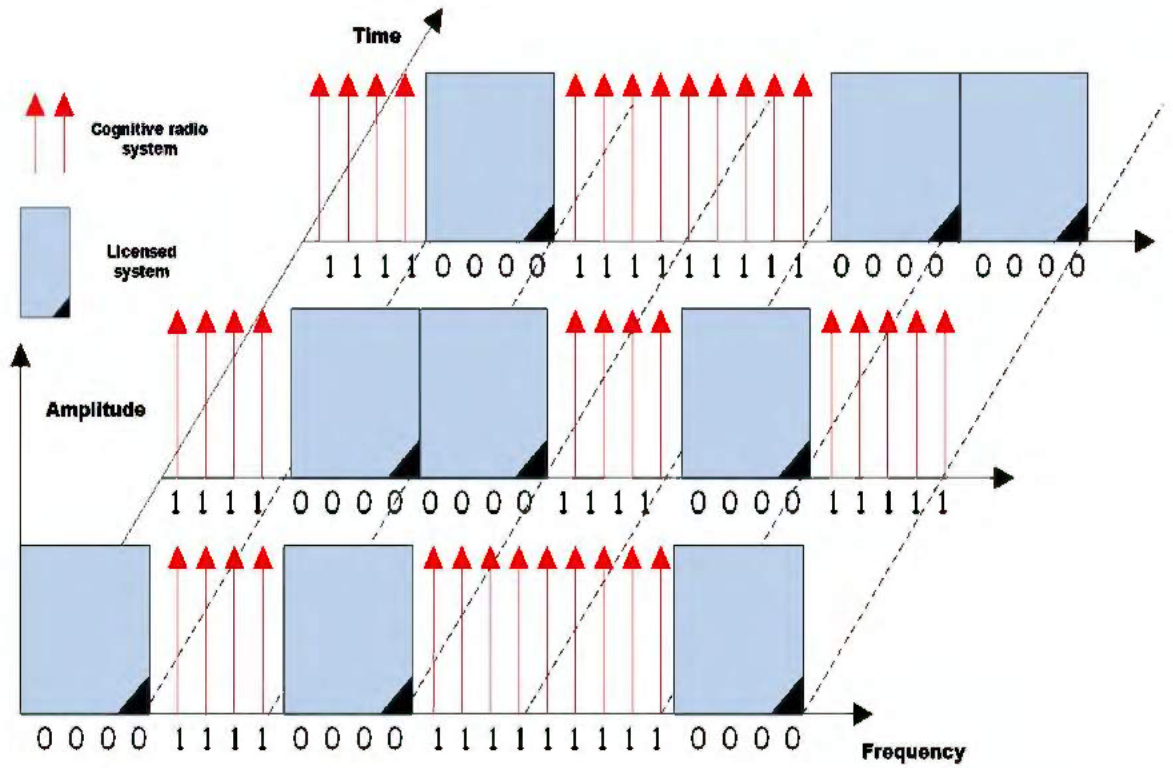 Time
Cognitive radio
system
Licensed
system
1 1 1 1 0 0 0 0 1 1 1 1 1 1 1 1 1 0 0 0 0 0 0 0 0
Amplitude
1 1 1 1 0 0 0 0 0 0 0 0 1 1 1 1 0 0 0 0 1 1 1 1 1
0 0 0 0 1 1 1 1 0 0 0 0 1 1 1 1 1 1 1 1 1 0 0 0 0
Frequency